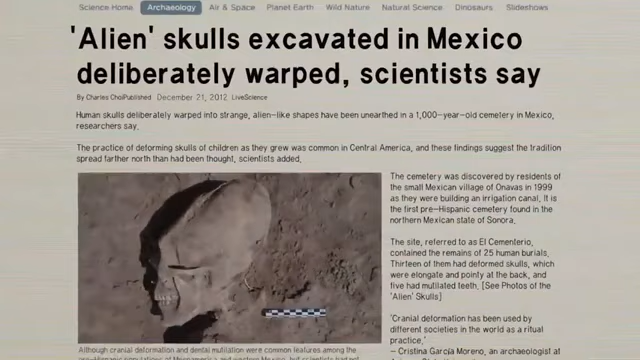 Science Home Archaeology Air & Space Planet Earth Wild Nature Natural Science Dinosaurs Slideshows
'Alien' skulls excavated in Mexico
deliberately warped, scientists say
By Charles ChoiPublished December 21, 2012 LiveScience
Human skulls deliberately warped into strange, alien-like shapes have been unearthed in a 1,000-year-old cemetery in Mexico,
researchers say.
The practice of deforming skulls of children as they grew was common in Central America, and these findings suggest the tradition
spread farther north than had been thought, scientists added.
The cemetery was discovered by residents of
the small Mexican village of Onavas in 1999
as they were building an irrigation canal. It is
the first pre-Hispanic cemetery found in the
northern Mexican state of Sonora.
The site, referred to as El Cementerio,
contained the remains of 25 human burials.
Thirteen of them had deformed skulls, which
were elongate and pointy at the back, and
five had mutilated teeth. [See Photos of the
'Alien' Skulls]
'Cranial deformation has been used by
different societies in the world as a ritual
practice,'
– Cristina García Moreno, an archaeologist at
Although cranial deformation and dental mutilation were common features among the